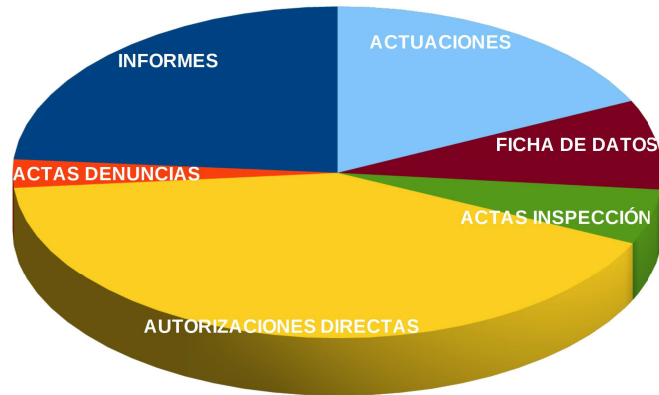 ACTUACIONES
INFORMES
FICHA DE DATOS
ACTAS DENUNCIAS
ACTAS INSPECCIÓN
AUTORIZACIONES DIRECTAS